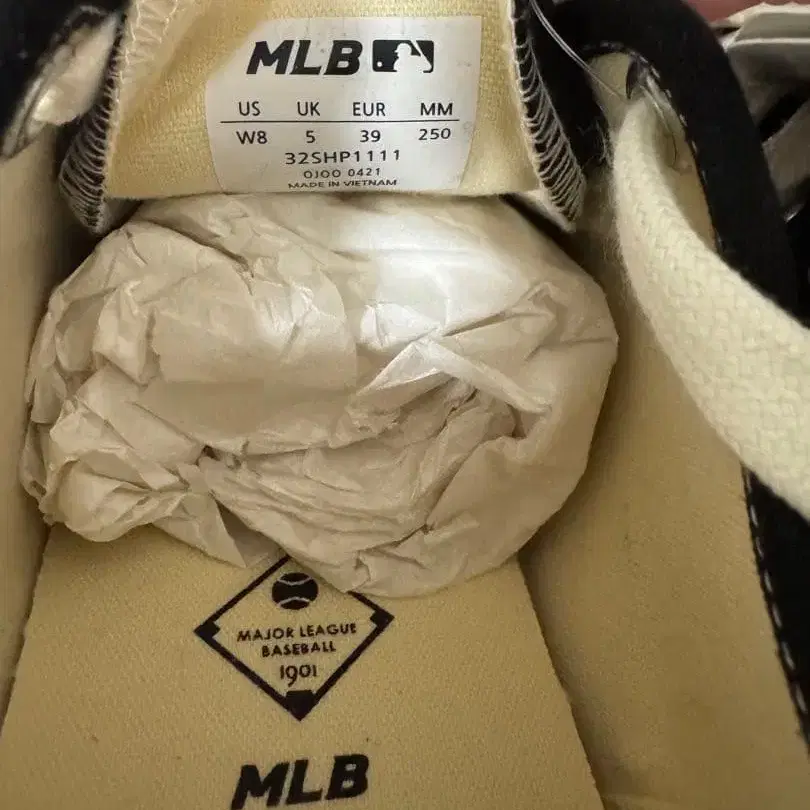 MLB
US UK EUR MM
W8 5 39 250
32SHP1111
OJOO 0421
MADE IN VIETNAM
MAJOR LEAGUE
BASEBALL
1901
MLB